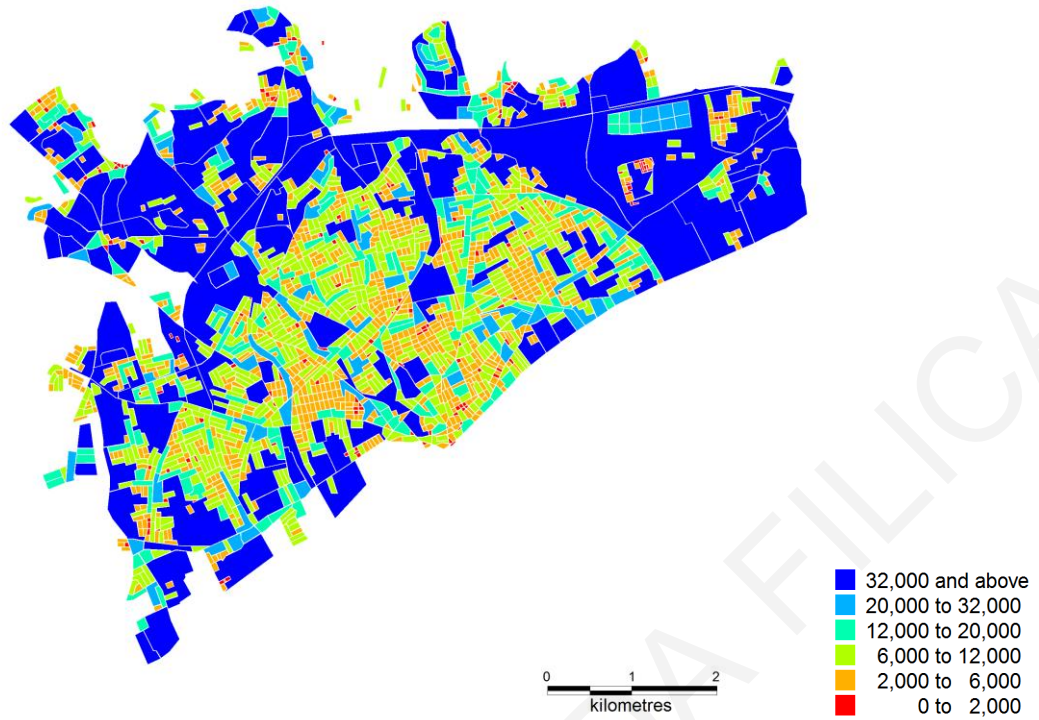 32,000 and above
20,000 to 32,000
12,000 to 20,000
6,000 to 12,000
2,000 to 6,000
0 to 2,000
0 1 2
kilometres